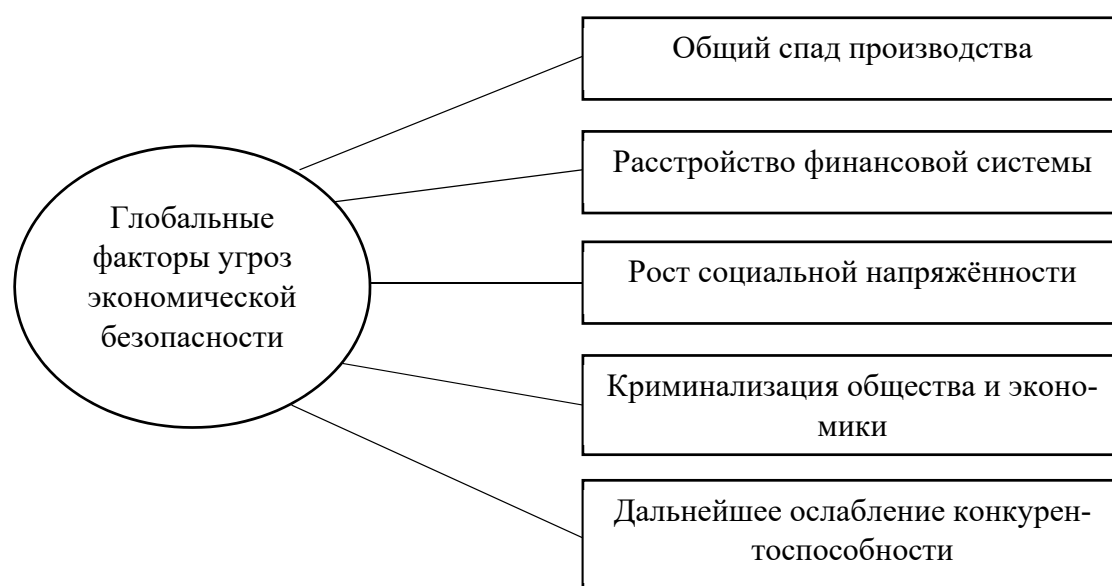 Общий спад производства
Расстройство финансовой системы
Глобальные
факторы угроз
экономической
безопасности
Рост социальной напряжённости
Криминализация общества и эконо-
мики
Дальнейшее ослабление конкурен-
тоспособности